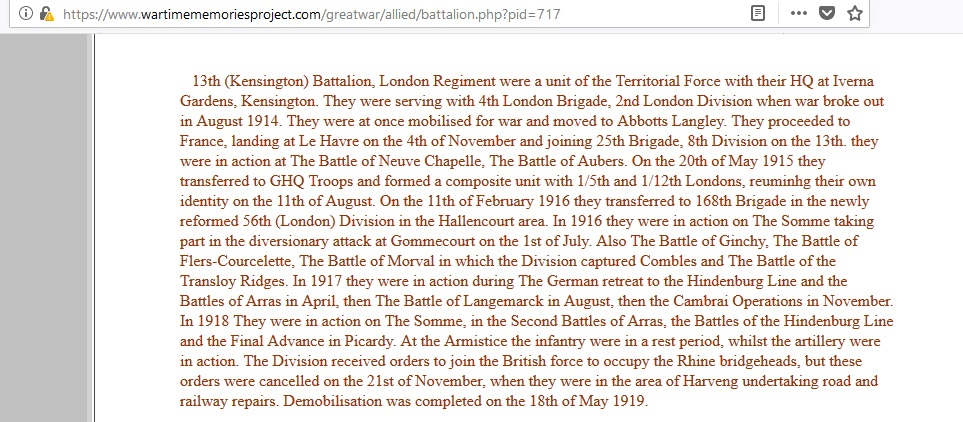 https://www.wartimememoriesproject.com/greatwar/allied/battalion.php?pid=717
13th (Kensington) Battalion, London Regiment were a unit of the Territorial Force with their HQ at Iverna
Gardens, Kensington. They were serving with 4th London Brigade, 2nd London Division when war broke out
in August 1914. They were at once mobilised for war and moved to Abbotts Langley. They proceeded to
France, landing at Le Havre on the 4th of November and joining 25th Brigade, 8th Division on the 13th. they
were in action at The Battle of Neuve Chapelle, The Battle of Aubers. On the 20th of May 1915 they
transferred to GHQ Troops and formed a composite unit with 1/5th and 1/12th Londons, reuminhg their own
identity on the 11th of August. On the 11th of February 1916 they transferred to 168th Brigade in the newly
reformed 56th (London) Division in the Hallencourt area. In 1916 they were in action on The Somme taking
part in the diversionary attack at Gommecourt on the 1st of July. Also The Battle of Ginchy, The Battle of
Flers-Courcelette, The Battle of Morval in which the Division captured Combles and The Battle of the
Transloy Ridges. In 1917 they were in action during The German retreat to the Hindenburg Line and the
Battles of Arras in April, then The Battle of Langemarck in August, then the Cambrai Operations in November.
In 1918 They were in action on The Somme, in the Second Battles of Arras, the Battles of the Hindenburg Line
and the Final Advance in Picardy. At the Armistice the infantry were in a rest period, whilst the artillery were
in action. The Division received orders to join the British force to occupy the Rhine bridgeheads, but these
orders were cancelled on the 21st of November, when they were in the area of Harveng undertaking road and
railway repairs. Demobilisation was completed on the 18th of May 1919.